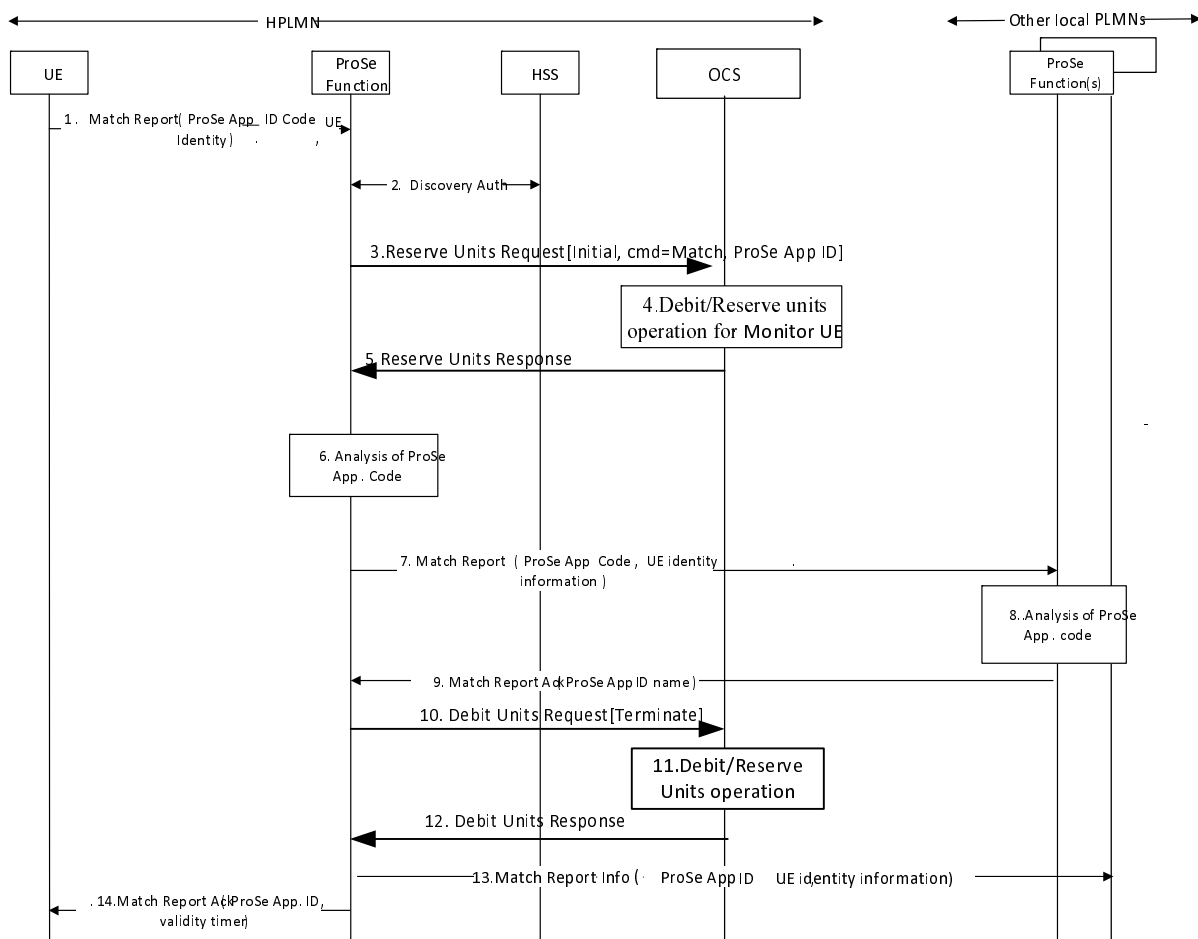 HPLMN
Other local PLMNs
UE
ProSe
Function
HSS
OCS
ProSe
Function(s)
1. Match Report( ProSe App ID Code UE
Identity) . ,
2. Discovery Auth
3.Reserve Units Request[Initial, cmd=Match, ProSe App ID]
4.Debit/Reserve units
operation for Monitor UE
5.Reserve Units Response
6. Analysis of ProSe
App. Code
7. Match Report ( ProSe App Code , UE identity .
information )
8..Analysis of ProSe
App. code
9. Match Report Ack(ProSe App ID name)
10. Debit Units Request[Terminate]
11.Debit/Reserve
Units operation
12. Debit Units Response
13.Match Report Info ( ProSe App ID UE identity information)
. 14.Match Report Ack(ProSe App. ID,
validity timer)